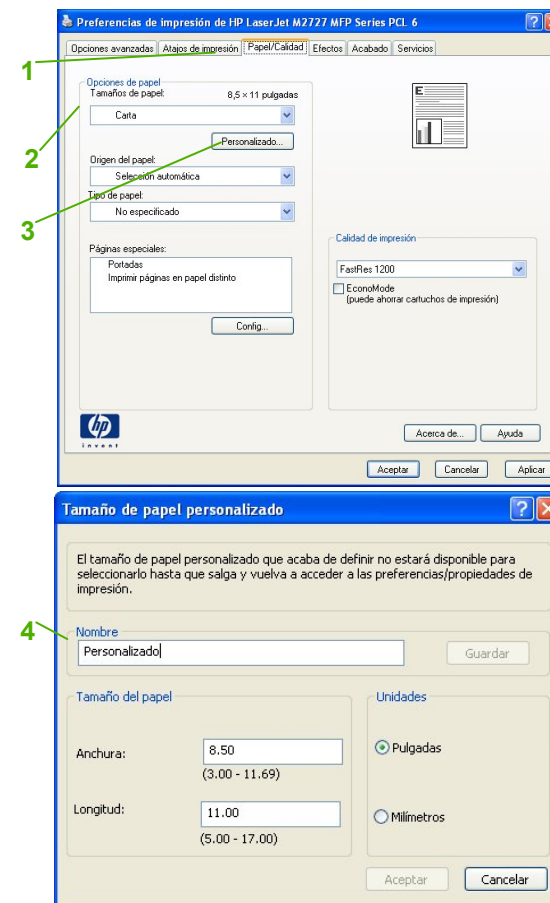 Preferencias de impresión de HP LaserJet M2727 MFP Series PCL 6
Opciones avanzadas Atajos de impresión Papel/Calidad Efectos Acabado Servicios
1
Opciones de papel
Tamaños de papel: 8,5 × 11 pulgadas
Carta
2
Personalizado...
Origen del papel:
Selección automática
Tipo de papel:
3
No especificado
Páginas especiales:
Portadas
Imprimir páginas en papel distinto
Config...
E
Calidad de impresión
FastRes 1200
EconoMode
(puede ahorrar cartuchos de impresión)
hp
invent
Acerca de... Ayuda
Aceptar Cancelar Aplicar
Tamaño de papel personalizado
El tamaño de papel personalizado que acaba de definir no estará disponible para
seleccionarlo hasta que salga y vuelva a acceder a las preferencias/propiedades de
impresión.
4
Nombre
Personalizado
Guardar
Tamaño del papel
Anchura: 8.50
(3.00 - 11.69)
Longitud: 11.00
(5.00 - 17.00)
Unidades
Pulgadas
Milímetros
Aceptar Cancelar